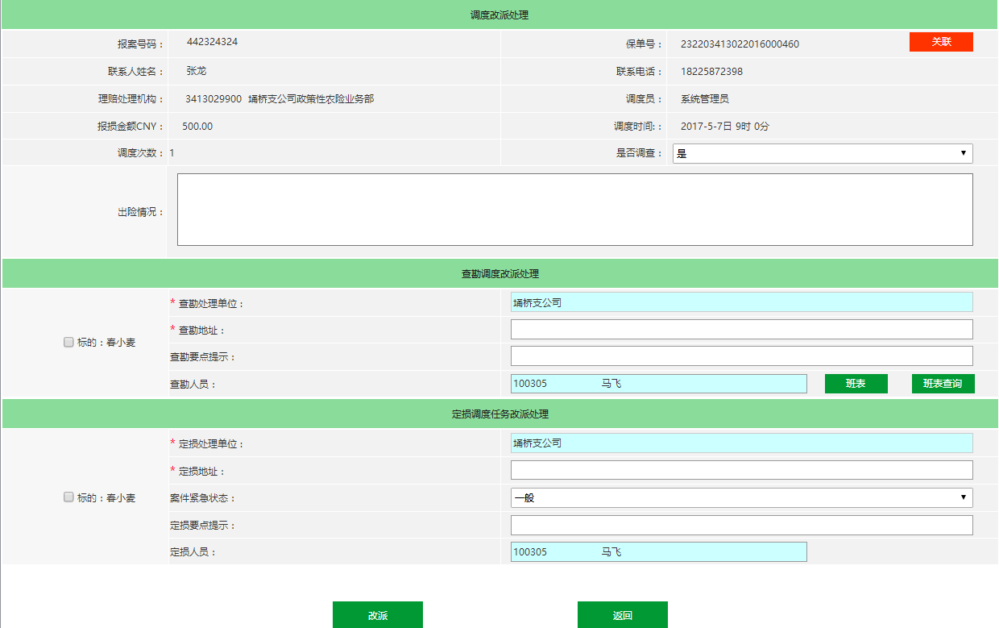 调度改派处理
报案号码： 442324324 保单号： 232203413022016000460 关联
联系人姓名： 张龙 联系电话： 18225872398
理赔处理机构： 3413029900 埇桥支公司政策性农险业务部 调度员： 系统管理员
报损金额CNY： 500.00 调度时间:： 2017-5-7日 9时 0分
调度次数： 1 是否调查： 是
出险情况：
查勘调度改派处理
* 查勘处理单位： 埇桥支公司
* 查勘地址：
标的：春小麦
查勘要点提示：
查勘人员： 100305 马飞 班表 班表查询
定损调度任务改派处理
* 定损处理单位： 埇桥支公司
* 定损地址：
标的：春小麦 案件紧急状态： 一般
定损要点提示：
定损人员： 100305 马飞
改派 返回